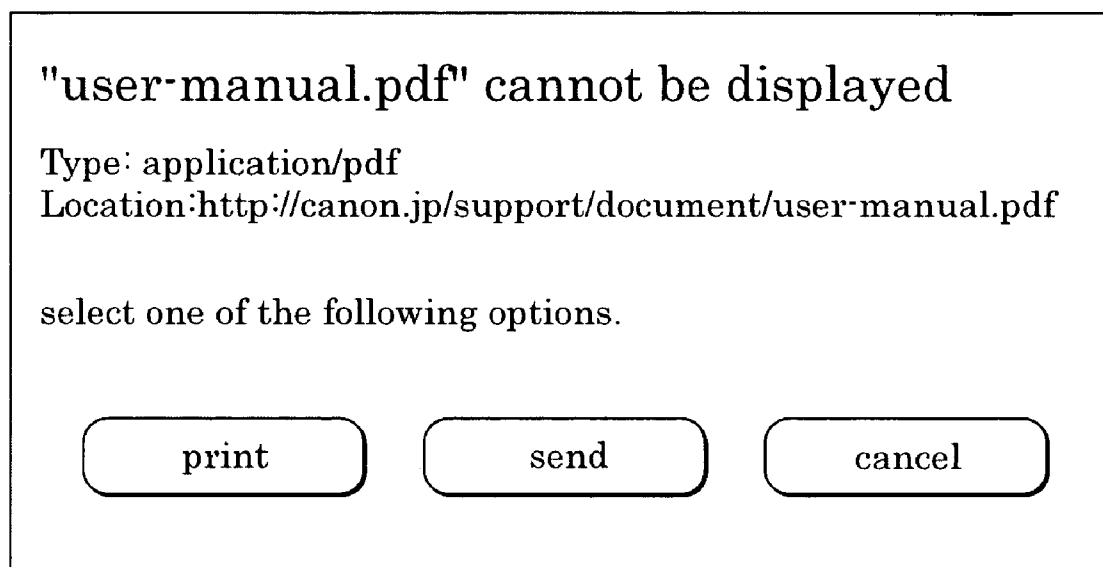 "user-manual.pdf" cannot be displayed
Type: application/pdf
Location:http://canon.jp/support/document/user-manual.pdf
select one of the following options.
print send cancel